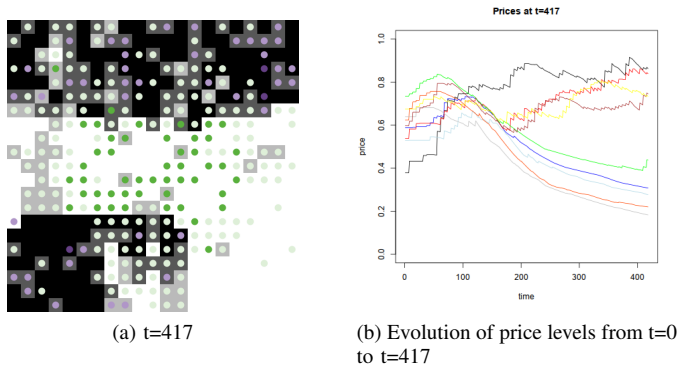 Prices at t=417
price
0.0
0.2
0.4
0.6
0.8
1.0
0
100
200
300
400
time
(a) t=417
(b) Evolution of price levels from t=0
to t=417